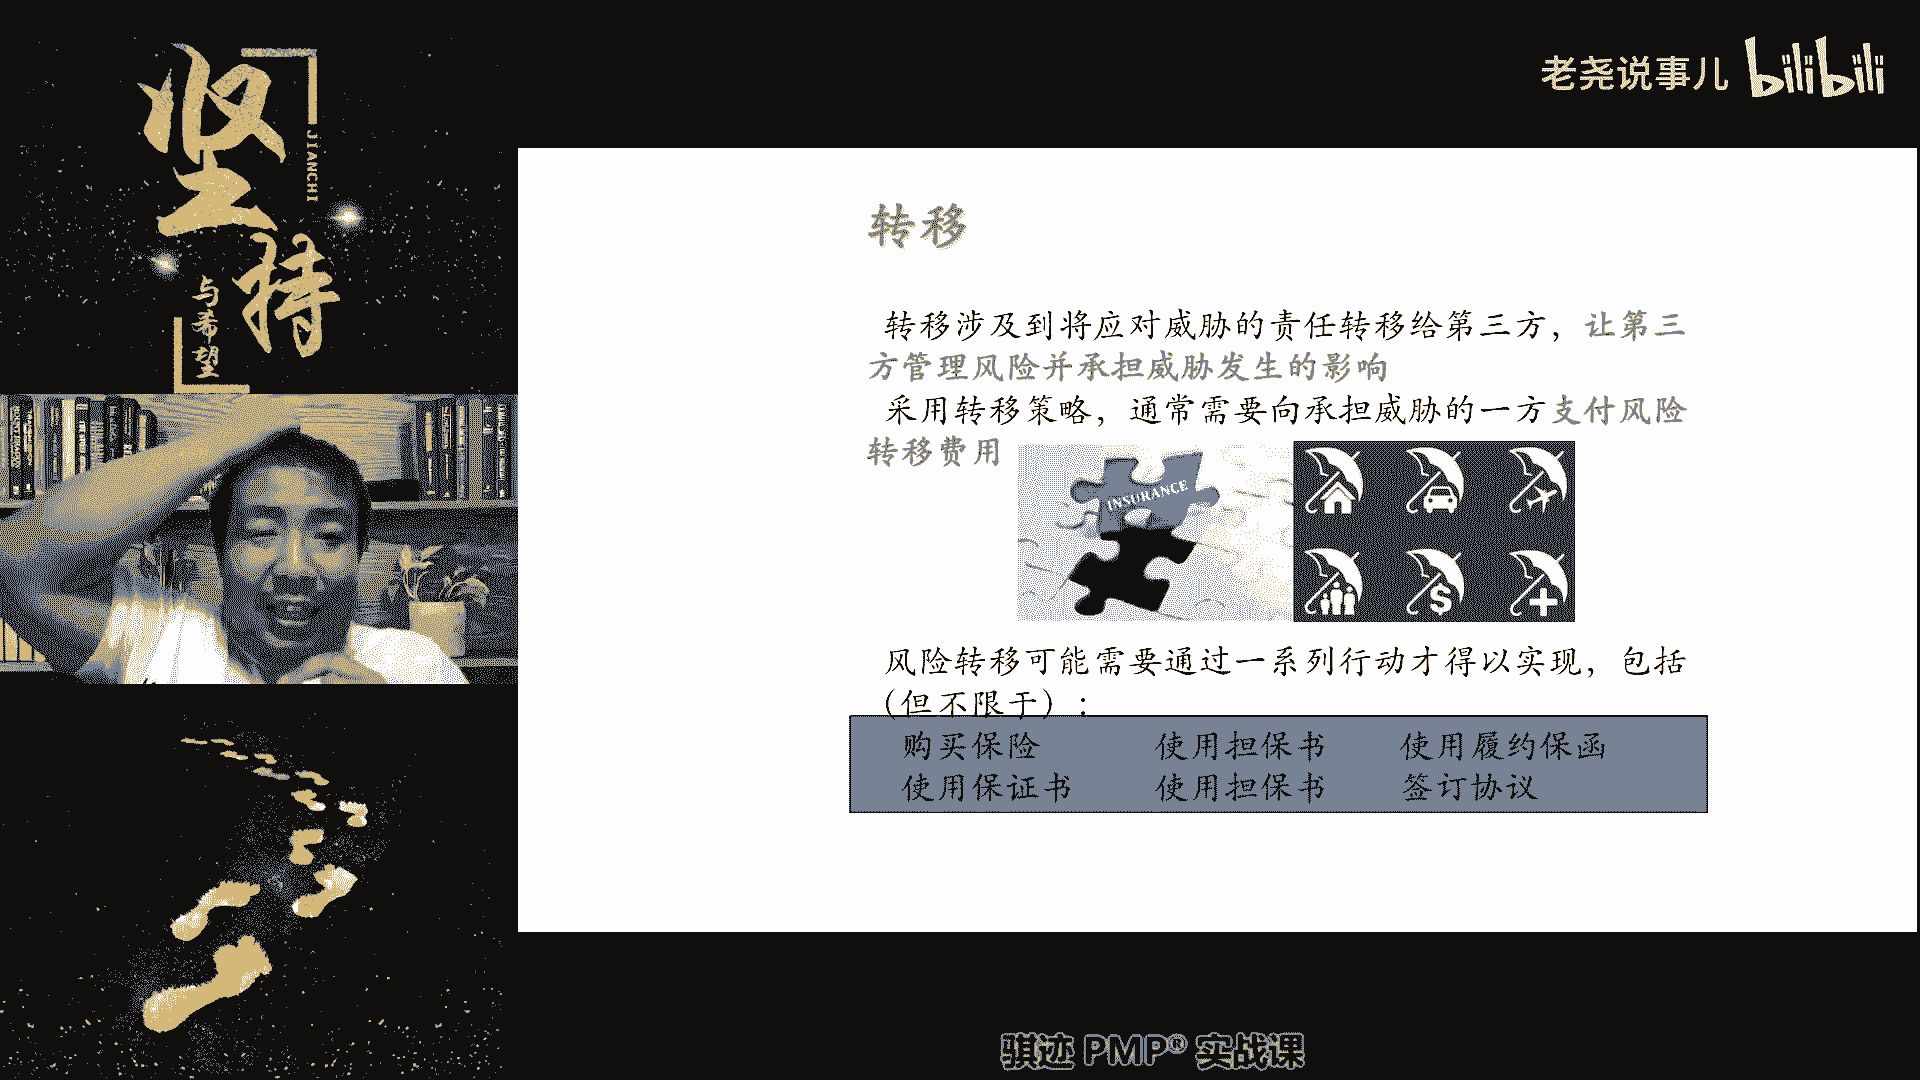 坚持
JIANCHI
与希望
老尧说事儿 bilibili
转移
转移涉及到将应对威胁的责任转移给第三方，让第三
方管理风险并承担威胁发生的影响
采用转移策略，通常需要向承担威胁的一方支付风险
转移费用
INSURANCE
$
风险转移可能需要通过一系列行动才得以实现，包括
（但不限于）：
购买保险 使用担保书 使用履约保函
使用保证书 使用担保书 签订协议
骐迹 PMP® 实战课